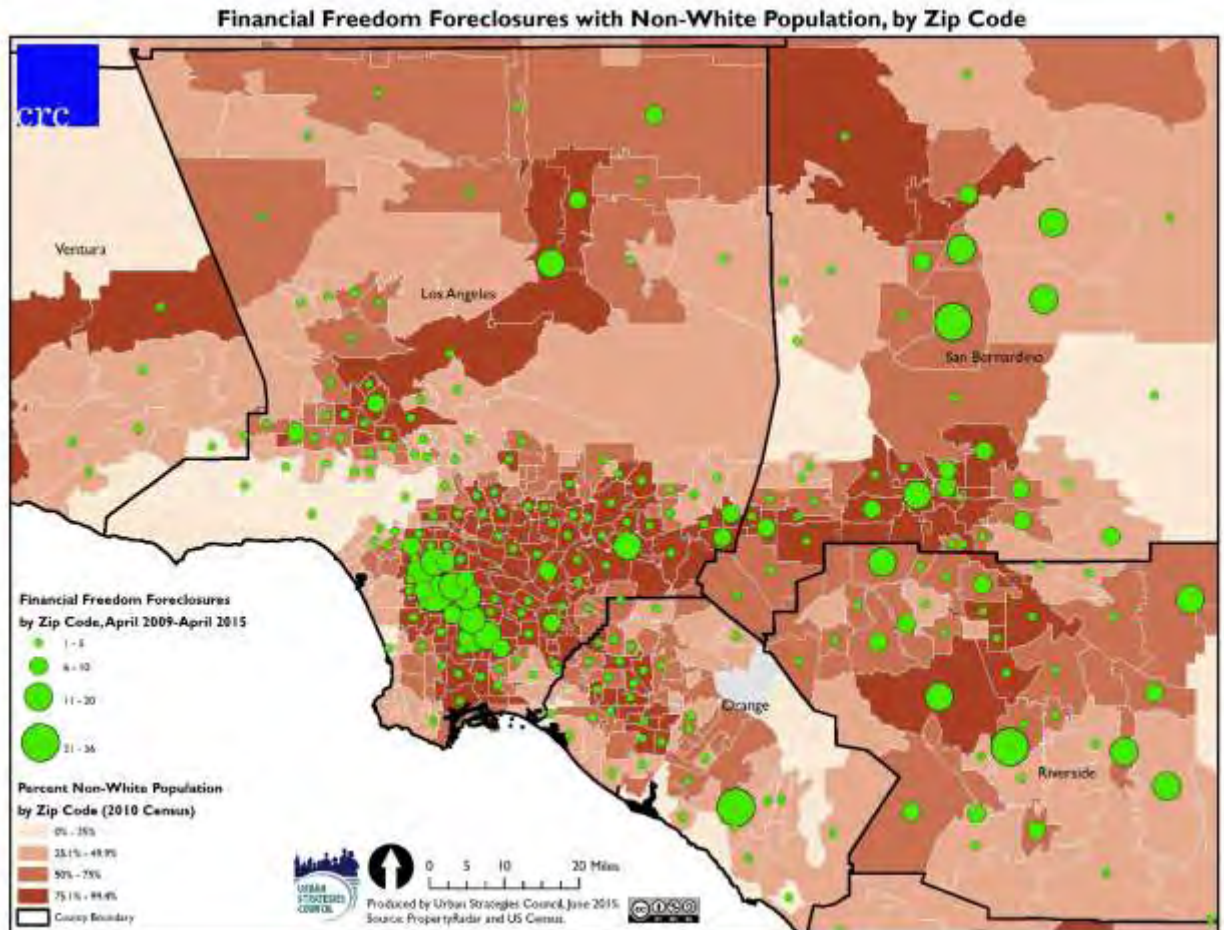 Financial Freedom Foreclosures with Non-White Population, by Zip Code
crc
Ventura
Los Angeles
San Bernardino
Orange
Riverside
Financial Freedom Foreclosures
by Zip Code, April 2009-April 2015
1 - 5
6 - 10
11 - 20
21 - 36
Percent Non-White Population
by Zip Code (2010 Census)
0% - 25%
25.1% - 49.9%
50% - 75%
75.1% - 99.4%
County Boundary
URBAN
STRATEGIES
COUNCIL
0 5 10 20 Miles
Produced by Urban Strategies Council, June 2015.
Source: PropertyRadar and US Census.